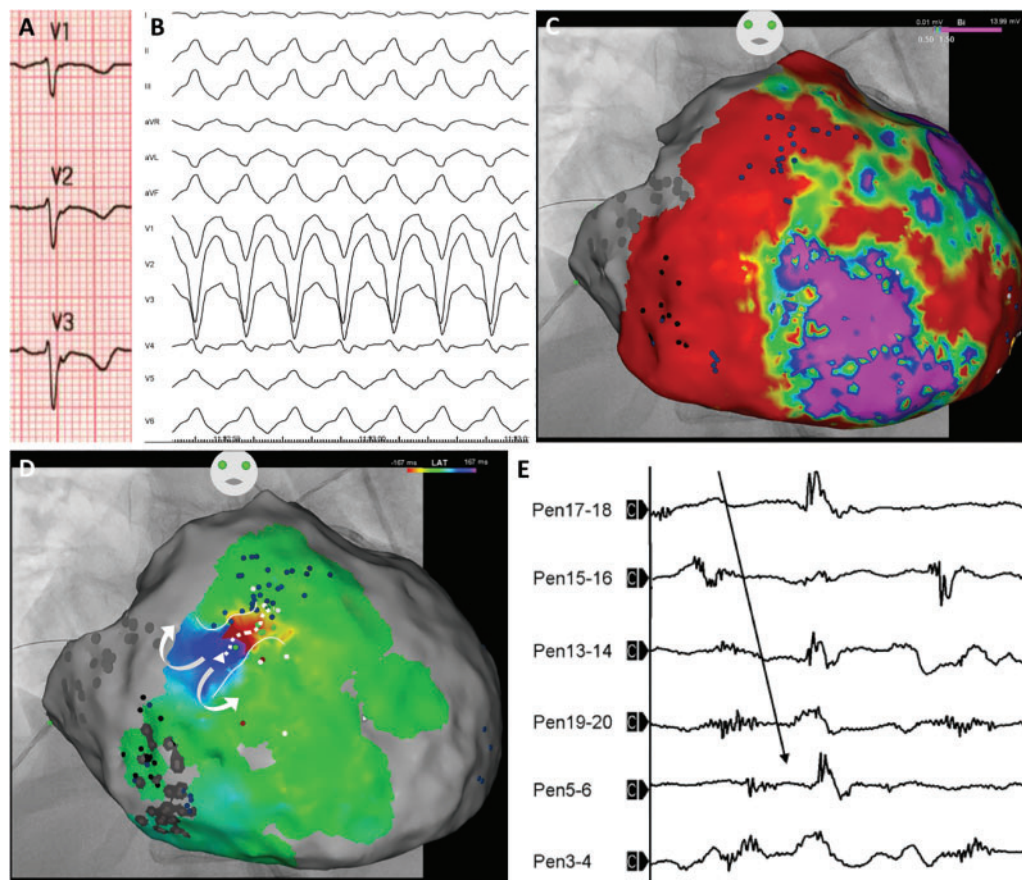 A
V1
V2
V3
B
I
II
III
aVR
aVL
aVF
V1
V2
V3
V4
V5
V6
C
0.01 mV
Bi
13.99 mV
0.50
D
-167 ms
LAT
167 ms
E
Pen17-18
C
Pen15-16
C
Pen13-14
C
Pen19-20
C
Pen5-6
C
Pen3-4
C